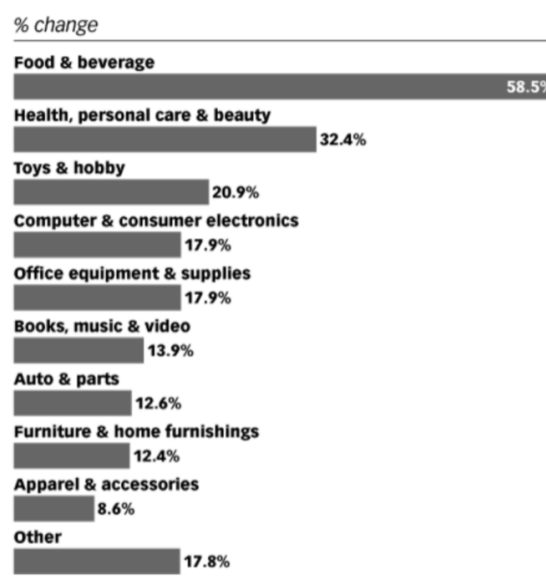 % change
Food & beverage
58.5%
Health, personal care & beauty
32.4%
Toys & hobby
20.9%
Computer & consumer electronics
17.9%
Office equipment & supplies
17.9%
Books, music & video
13.9%
Auto & parts
12.6%
Furniture & home furnishings
12.4%
Apparel & accessories
8.6%
Other
17.8%